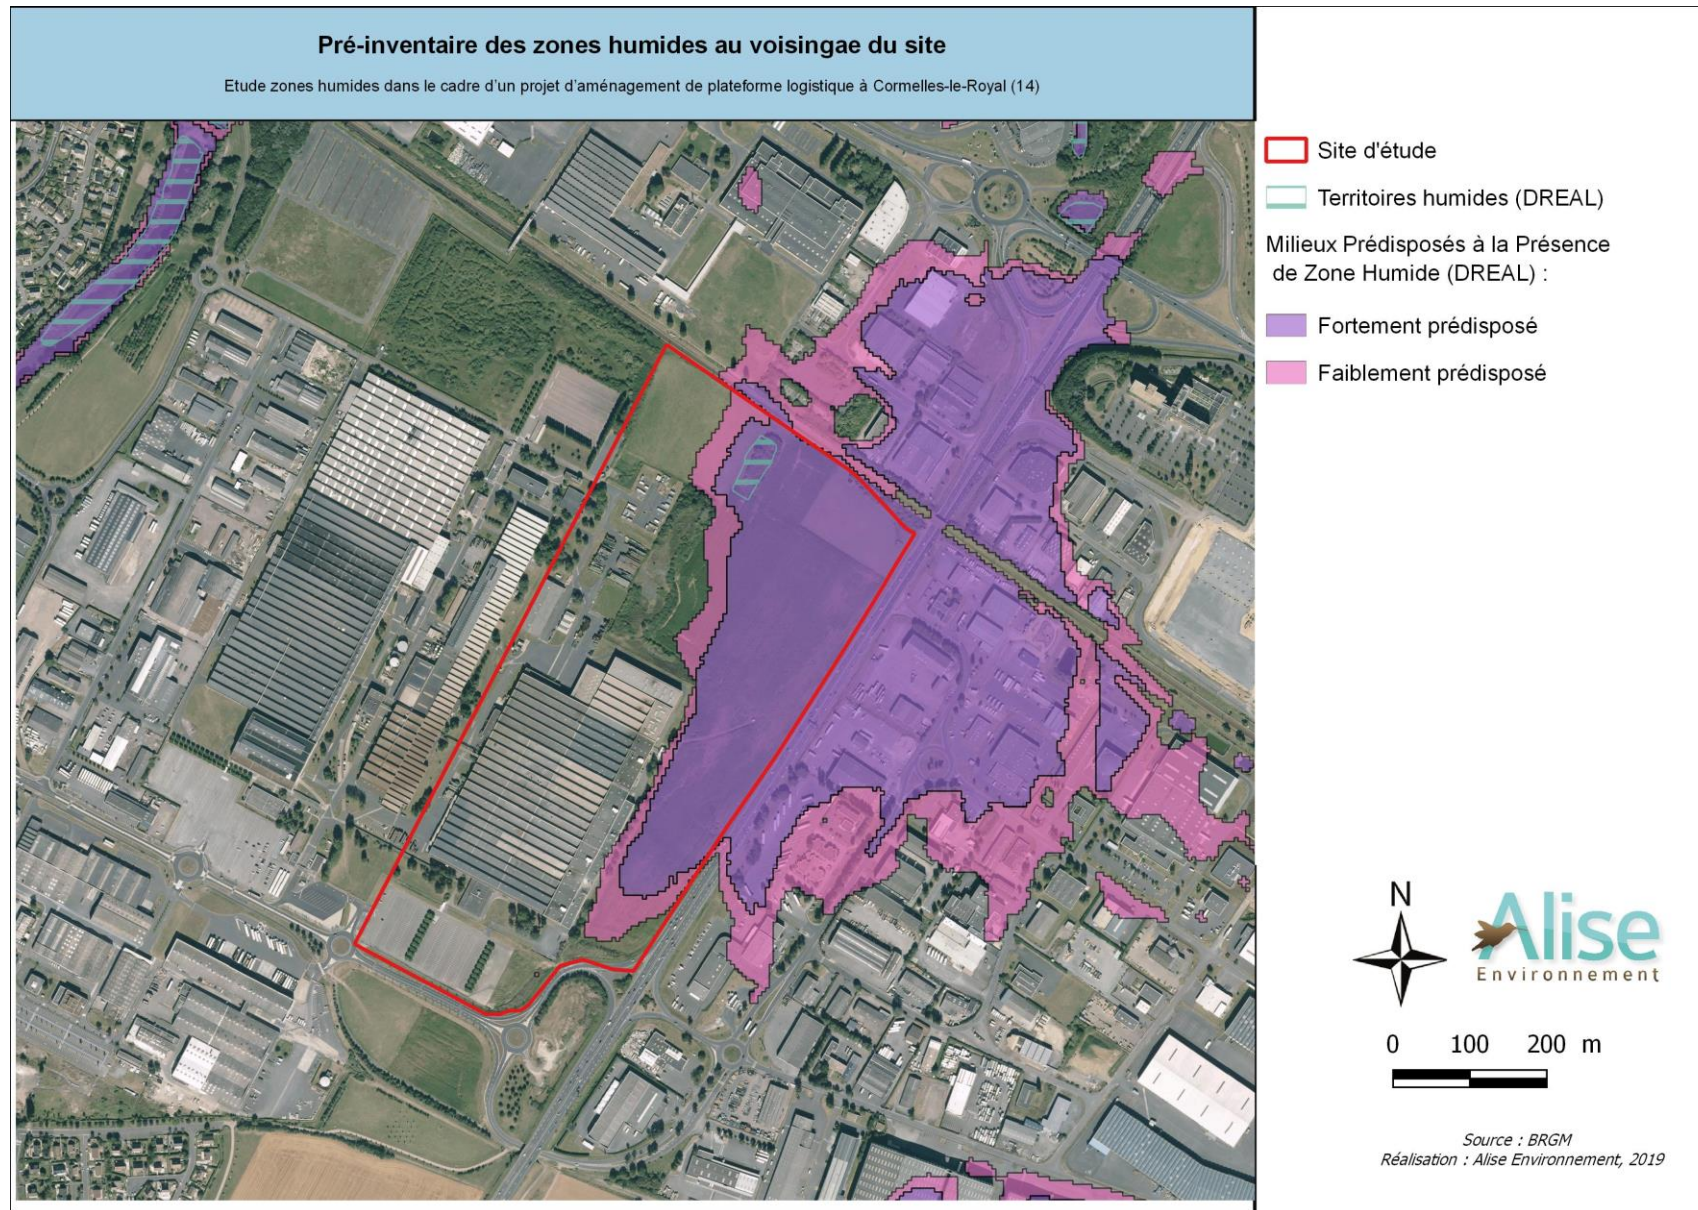 Pré-inventaire des zones humides au voisingae du site
Etude zones humides dans le cadre d'un projet d'aménagement de plateforme logistique à Cormelles-le-Royal (14)
Site d'étude
Territoires humides (DREAL)
Milieux Prédisposés à la Présence
de Zone Humide (DREAL) :
Fortement prédisposé
Faiblement prédisposé
N
Alise
Environnement
0 100 200 m
Source : BRGM
Réalisation : Alise Environnement, 2019